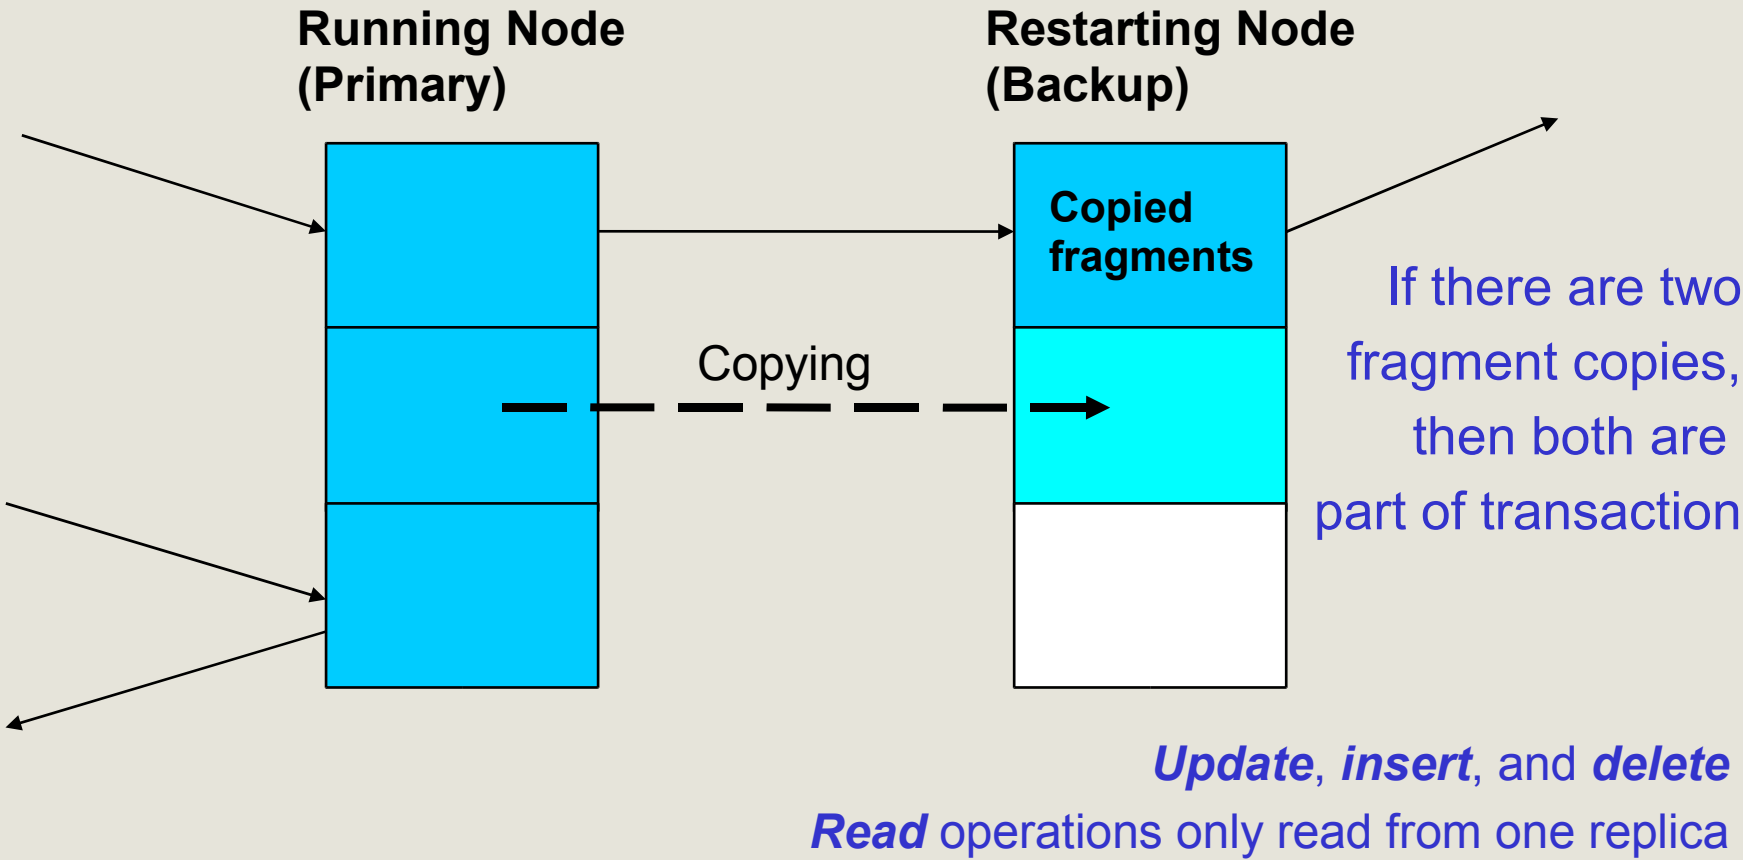 Running Node
(Primary)
Restarting Node
(Backup)
Copied
fragments
If there are two
fragment copies,
then both are
part of transaction
Copying
Update, insert, and delete
Read operations only read from one replica